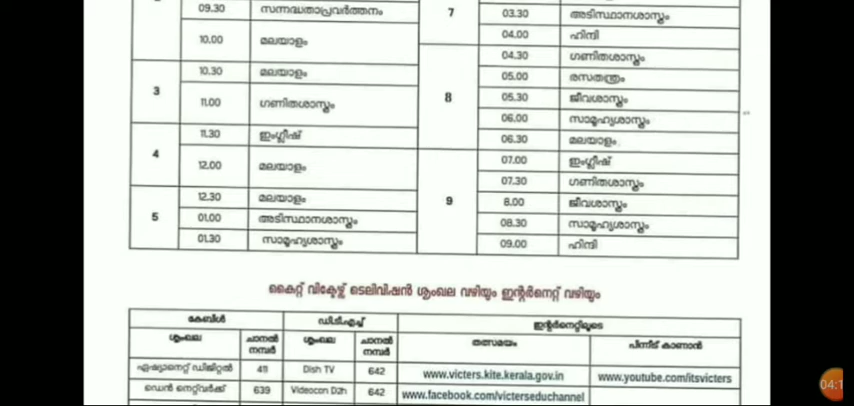 09.30 സന്നദ്ധതാപ്രവർത്തനം
10.00 മലയാളം
3 10.30 മലയാളം
11.00 ഗണിതശാസ്ത്രം
4 11.30 ഇംഗ്ലീഷ്
12.00 മലയാളം
5 12.30 മലയാളം
01.00 അടിസ്ഥാനശാസ്ത്രം
01.30 സാമൂഹ്യശാസ്ത്രം
7 03.30 അടിസ്ഥാനശാസ്ത്രം
04.00 ഹിന്ദി
8 04.30 ഗണിതശാസ്ത്രം
05.00 രസതന്ത്രം
05.30 ജീവശാസ്ത്രം
06.00 സാമൂഹ്യശാസ്ത്രം
06.30 മലയാളം
9 07.00 ഇംഗ്ലീഷ്
07.30 ഗണിതശാസ്ത്രം
8.00 ജീവശാസ്ത്രം
08.30 സാമൂഹ്യശാസ്ത്രം
09.00 ഹിന്ദി
കൈറ്റ് വിക്ടേഴ്സ് ടെലിവിഷൻ ശൃംഖല വഴിയും ഇന്റർനെറ്റ് വഴിയും
കേബിൾ ഡി.ടി.എച്ച് ഇന്റർനെറ്റിലൂടെ
ശൃംഖല ചാനൽ നമ്പർ ശൃംഖല ചാനൽ നമ്പർ തത്സമയം പിന്നീട് കാണാൻ
ഏഷ്യാനെറ്റ് ഡിജിറ്റൽ 411 Dish TV 642 www.victers.kite.kerala.gov.in www.youtube.com/itsvicters
ഡെൻ നെറ്റ്‌വർക്ക് 639 Videocon D2h 642 www.facebook.com/victerseduchannel
04:1